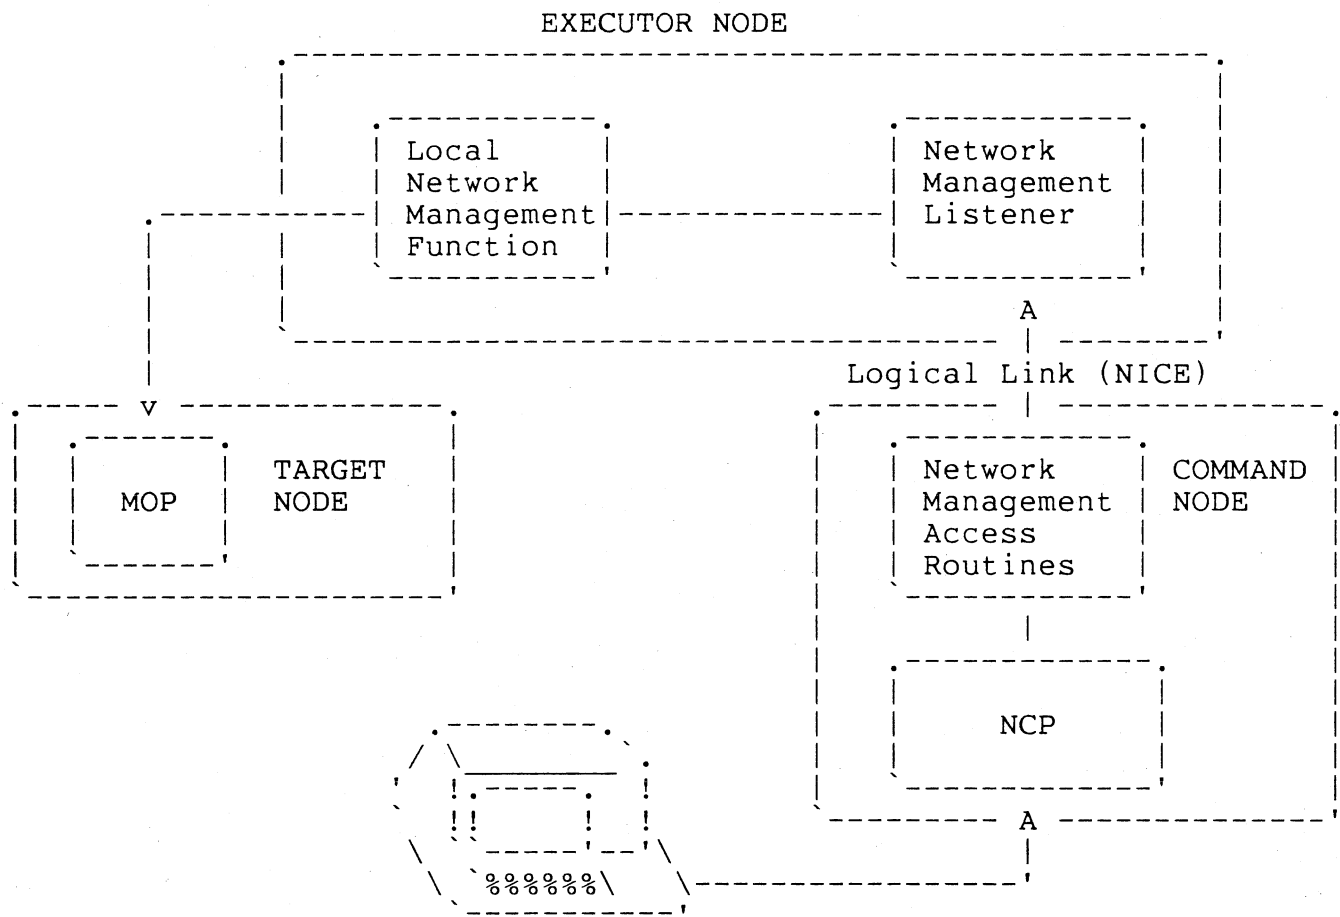 EXECUTOR NODE
Local
Network
Management
Function
Network
Management
Listener
Logical Link (NICE)
MOP
TARGET
NODE
Network
Management
Access
Routines
COMMAND
NODE
NCP